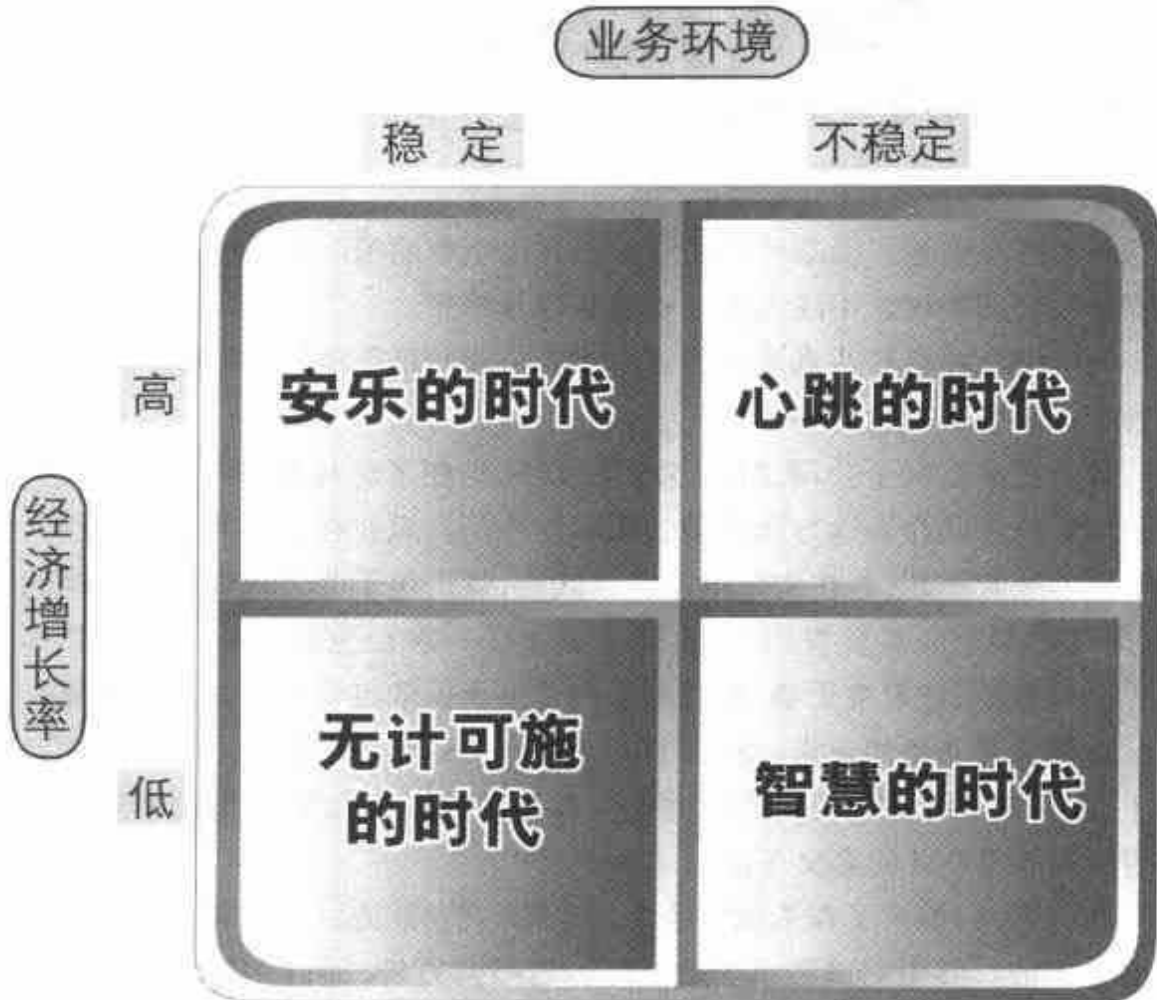 业务环境
稳 定
不稳定
高
安乐的时代
心跳的时代
经济增长率
无计可施
的时代
低
智慧的时代